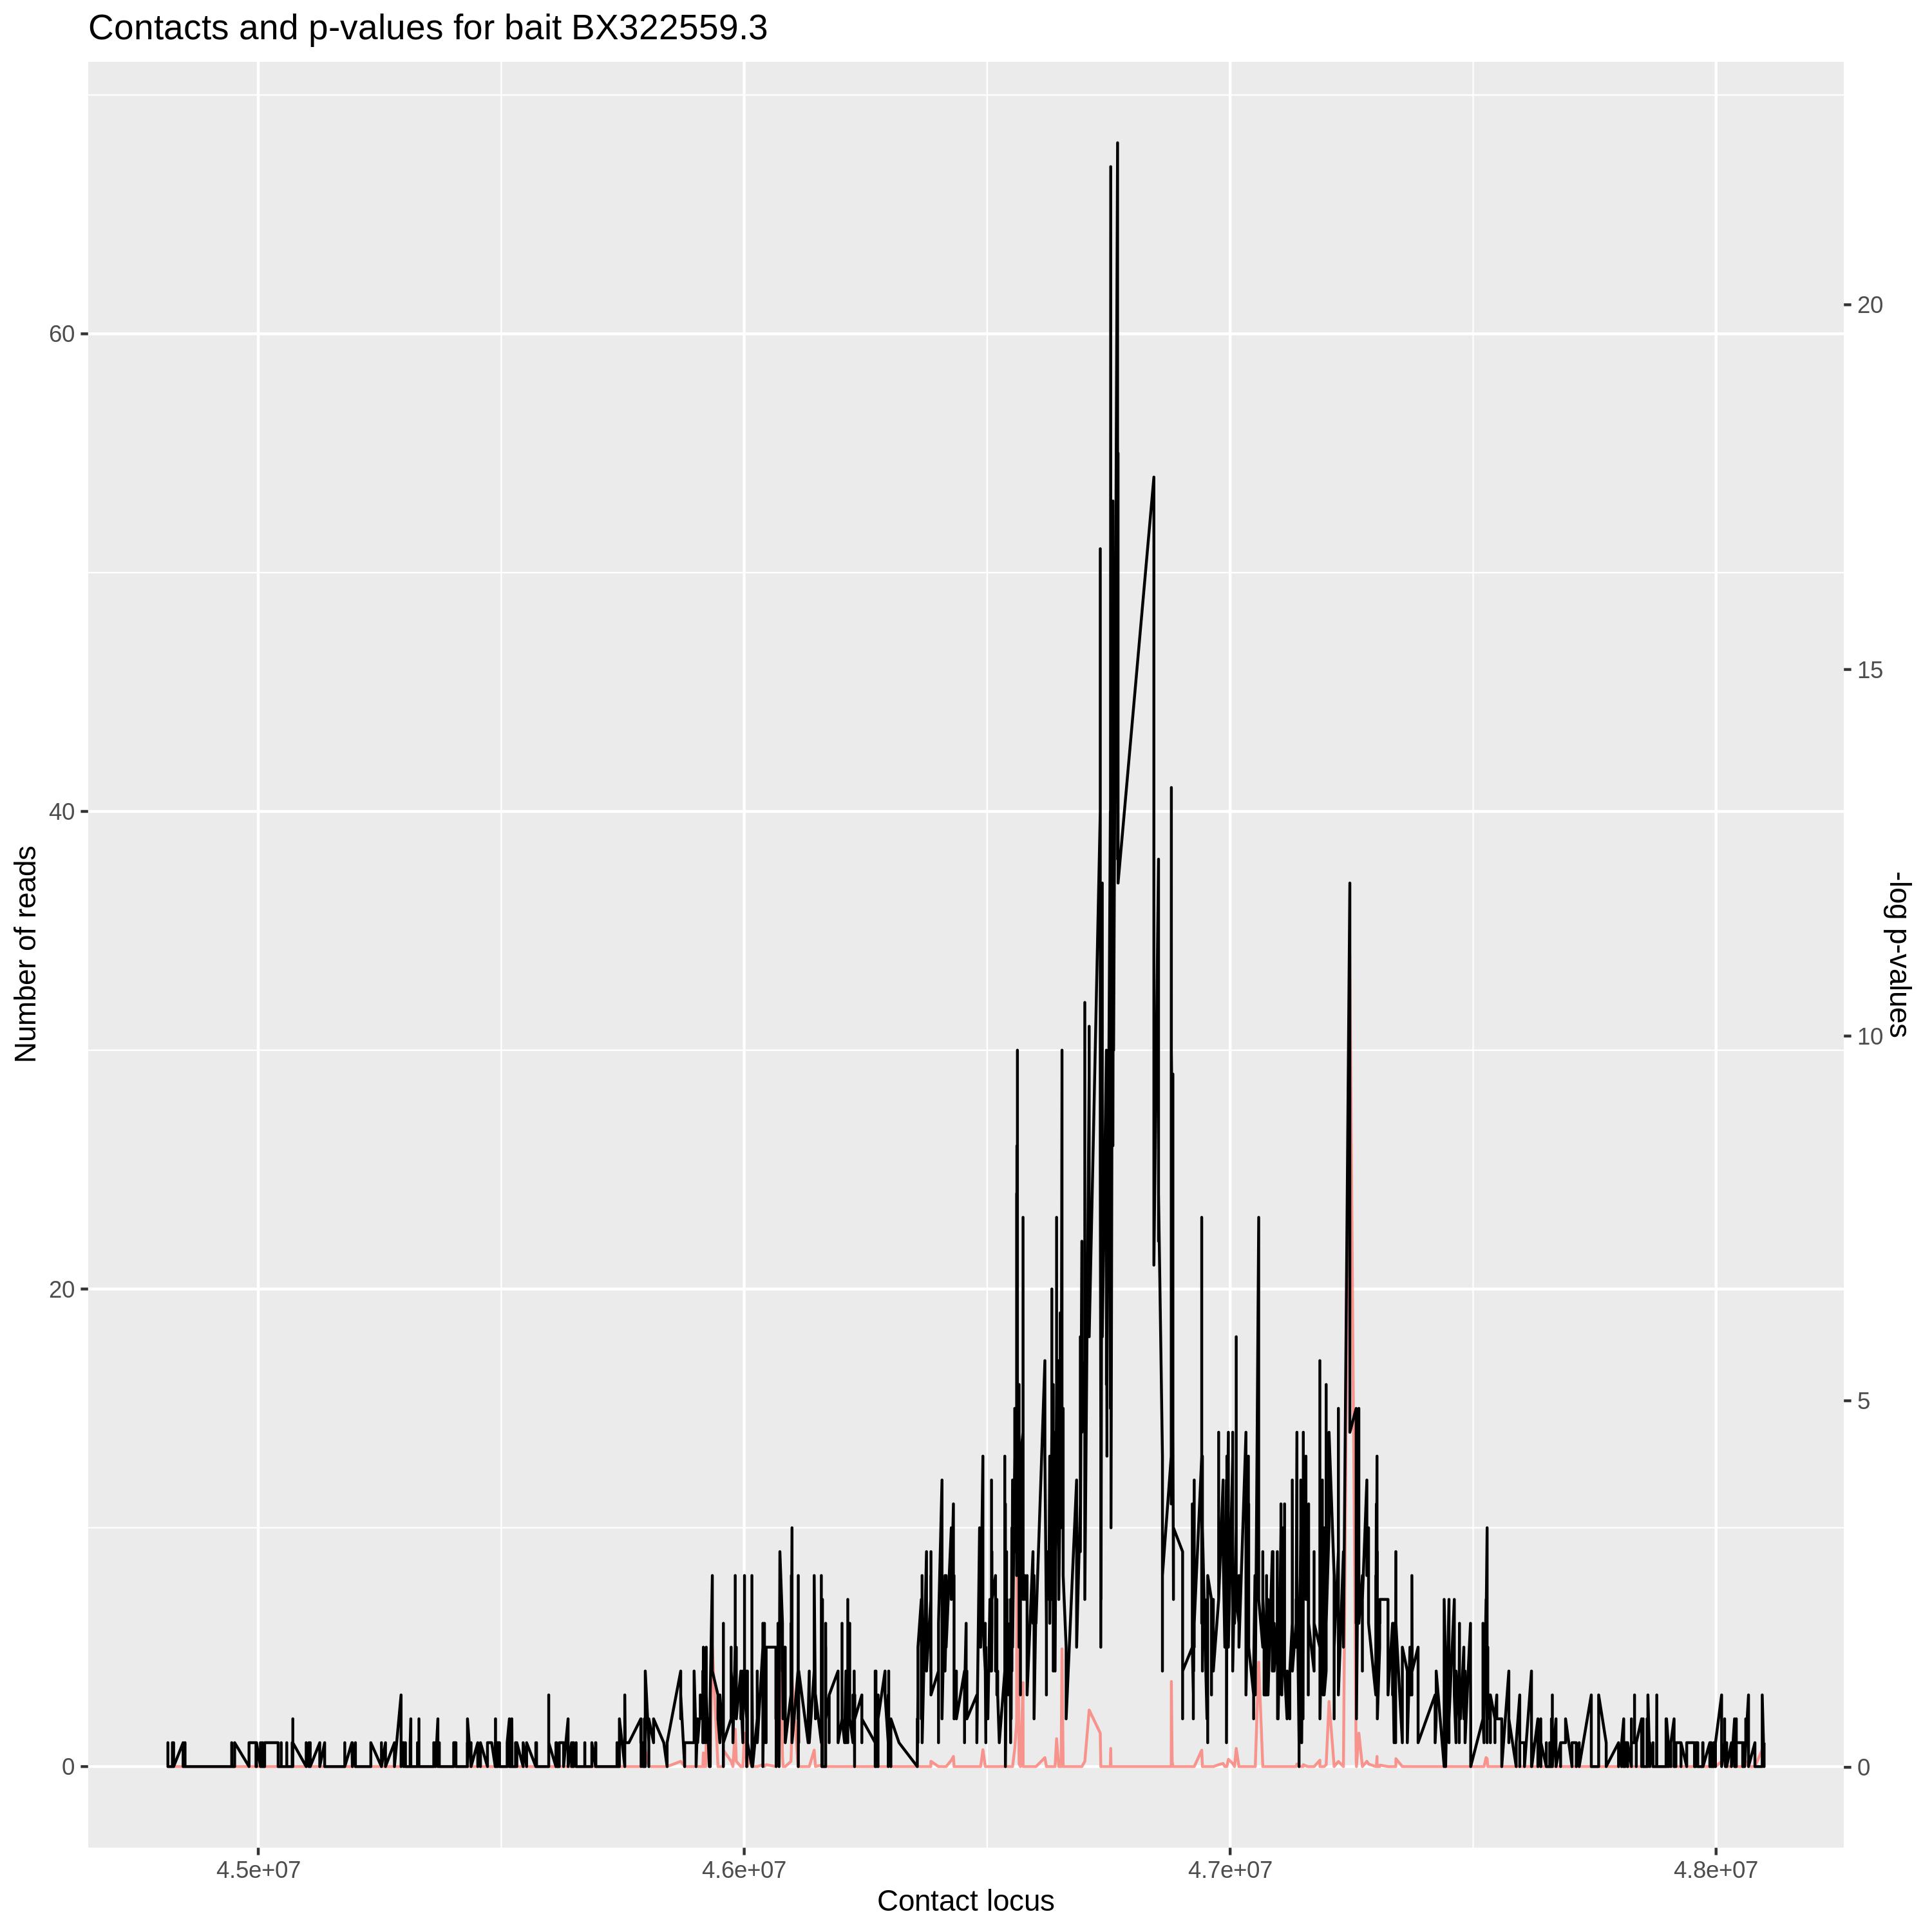 Contacts and p-values for bait BX322559.3
60
40
20
0
Number of reads
20
15
10
5
0
-log p-values
4.5e+07
4.6e+07
4.7e+07
4.8e+07
Contact locus